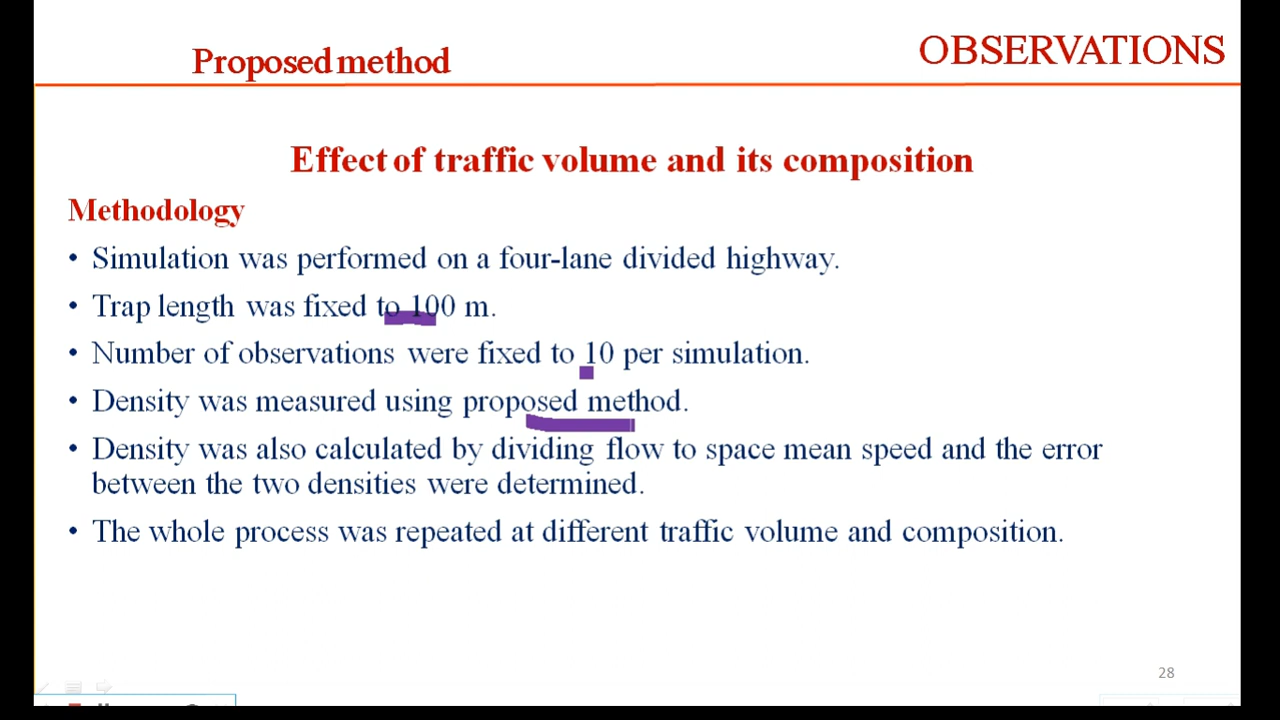 Proposed method
OBSERVATIONS
Effect of traffic volume and its composition
Methodology
• Simulation was performed on a four-lane divided highway.
• Trap length was fixed to 100 m.
• Number of observations were fixed to 10 per simulation.
• Density was measured using proposed method.
• Density was also calculated by dividing flow to space mean speed and the error
between the two densities were determined.
• The whole process was repeated at different traffic volume and composition.
28